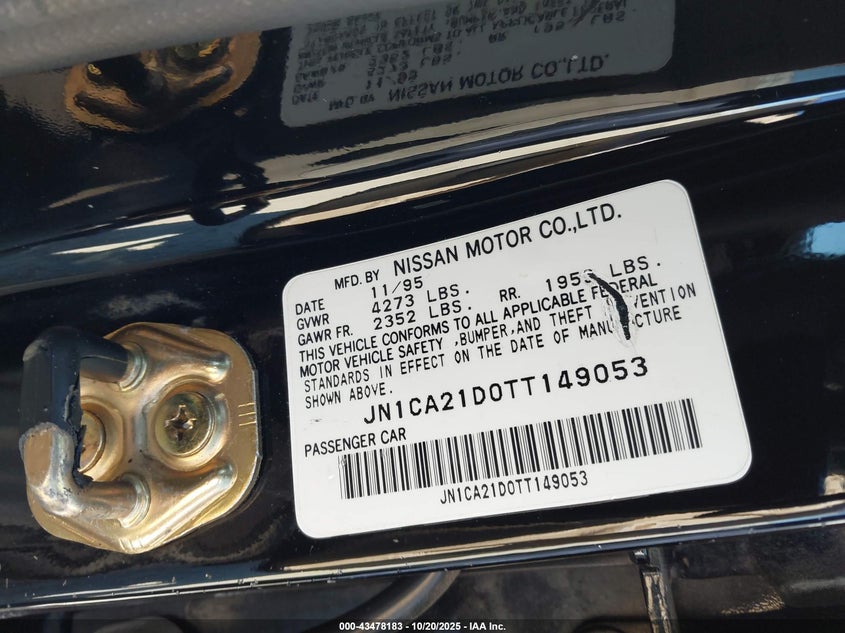 MFD. BY NISSAN MOTOR CO.,LTD.
DATE 11/95
GVWR 4273 LBS.
GAWR FR. 2352 LBS. RR. 195 LBS.
THIS VEHICLE CONFORMS TO ALL APPLICABLE FEDERAL
MOTOR VEHICLE SAFETY ,BUMPER,AND THEFT
STANDARDS IN EFFECT ON THE DATE OF MANUFACTURE
SHOWN ABOVE.
JN1CA21D0TT149053
PASSENGER CAR
JN1CA21D0TT149053
000-43478183 - 10/20/2025 - IAA Inc.